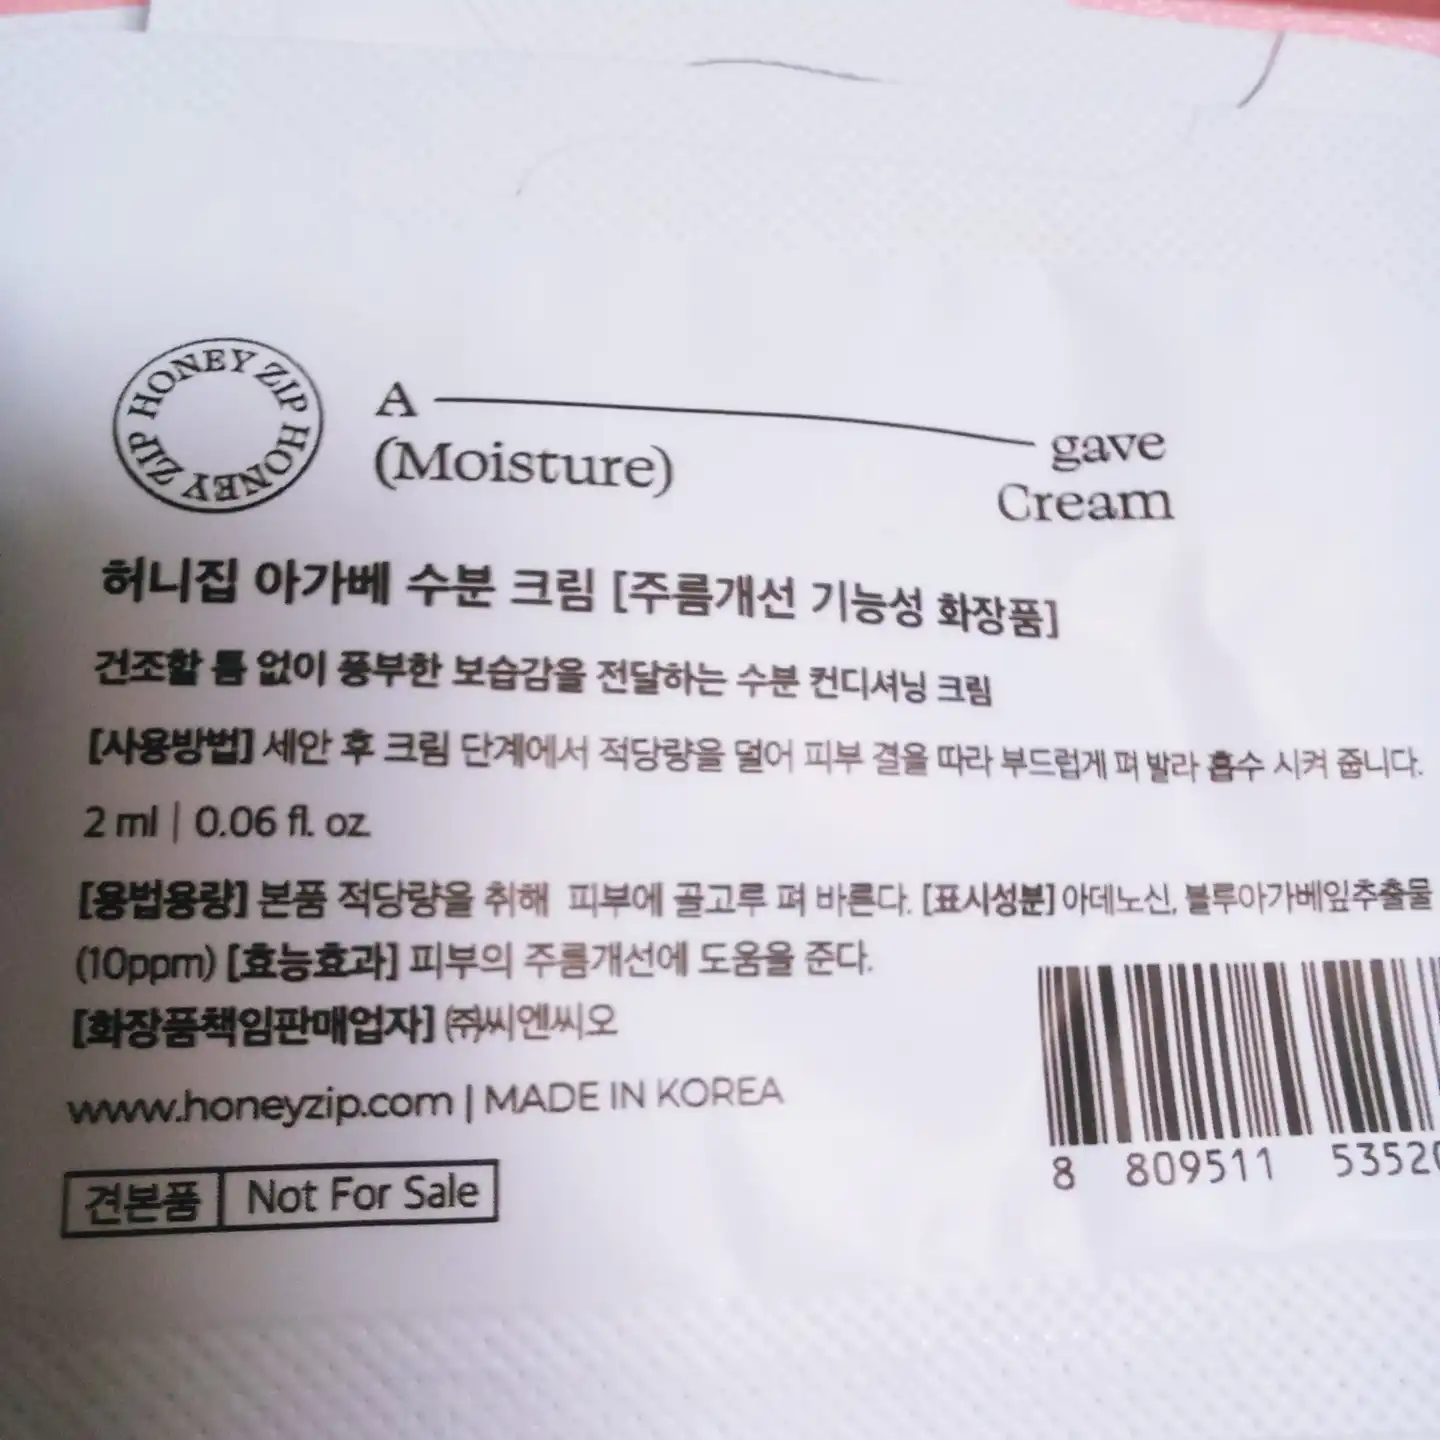 HONEY ZIP HONEY ZIP HONEY ZIP
A gave
(Moisture) Cream
허니집 아가베 수분 크림 [주름개선 기능성 화장품]
건조할 틈 없이 풍부한 보습감을 전달하는 수분 컨디셔닝 크림
[사용방법] 세안 후 크림 단계에서 적당량을 덜어 피부 결을 따라 부드럽게 펴 발라 흡수 시켜 줍니다.
2 ml | 0.06 fl. oz.
[용법용량] 본품 적당량을 취해 피부에 골고루 펴 바른다. [표시성분] 아데노신, 블루아가베잎추출물
(10ppm) [효능효과] 피부의 주름개선에 도움을 준다.
[화장품책임판매업자] ㈜씨엔씨오
www.honeyzip.com | MADE IN KOREA
8 809511 5352
견본품 Not For Sale